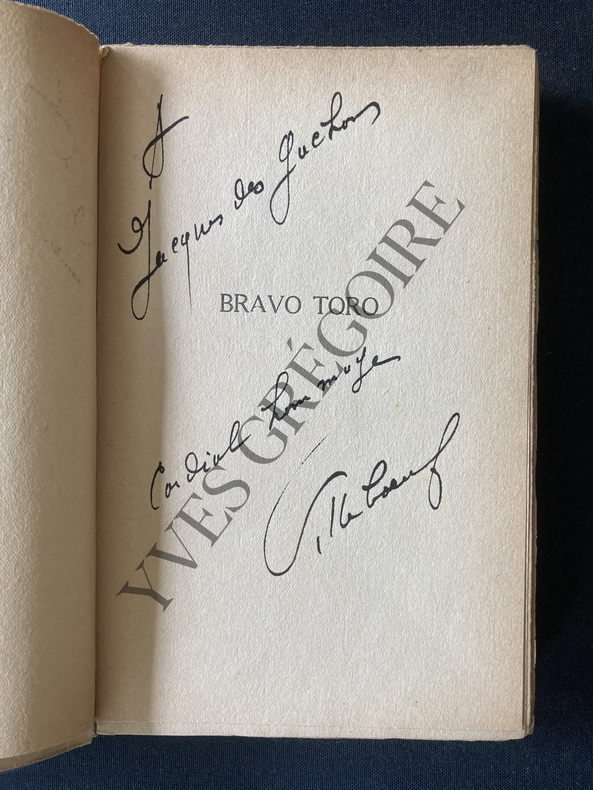 A
Jacques des Gachons
BRAVO TORO
Cordial hommage
YVES GRÉGOIRE